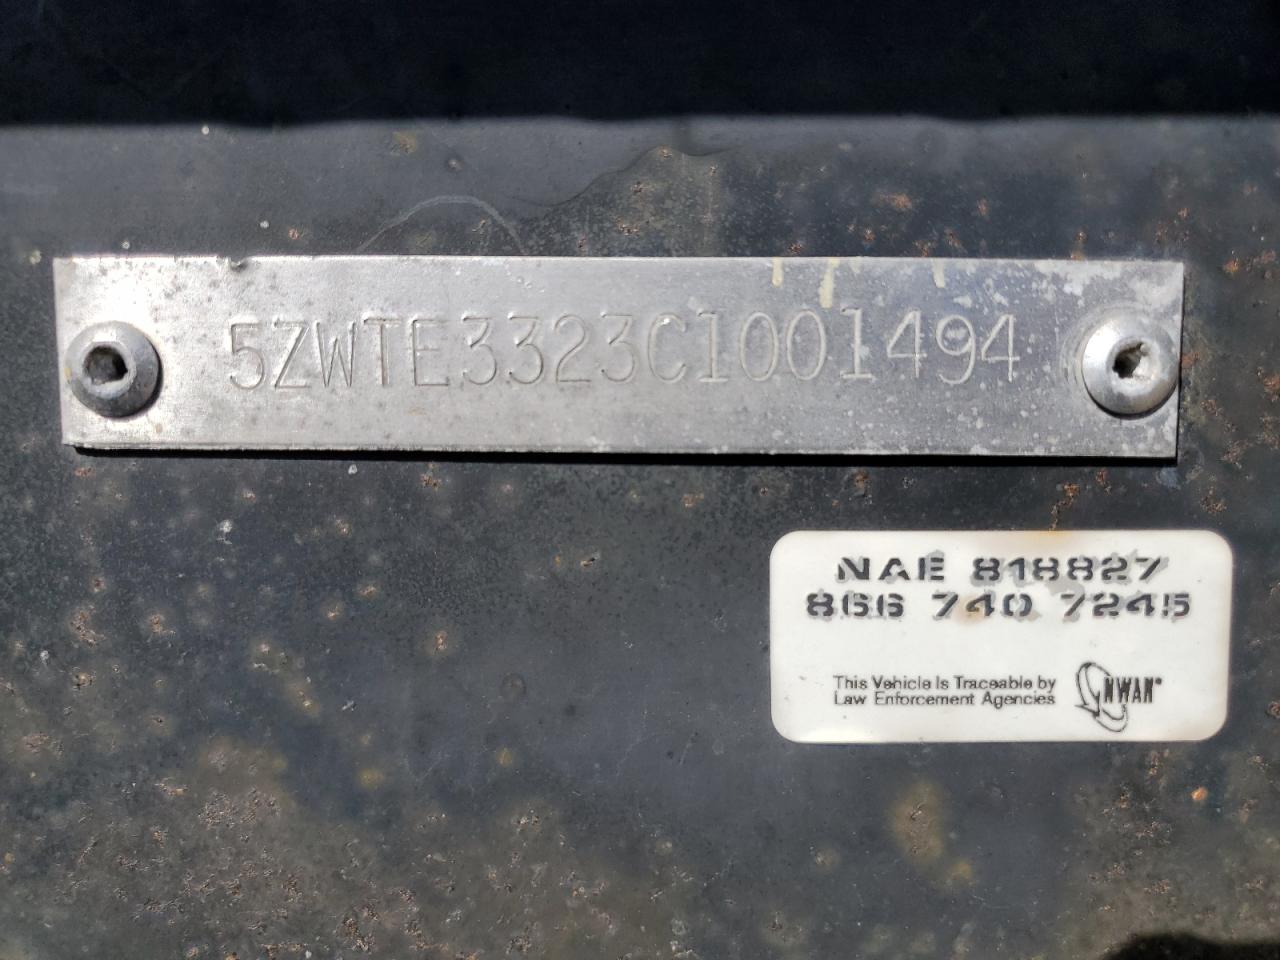 5ZWTE3323C1001494
NAE 818827
866 740 7245
This Vehicle Is Traceable by
Law Enforcement Agencies
NWAN®